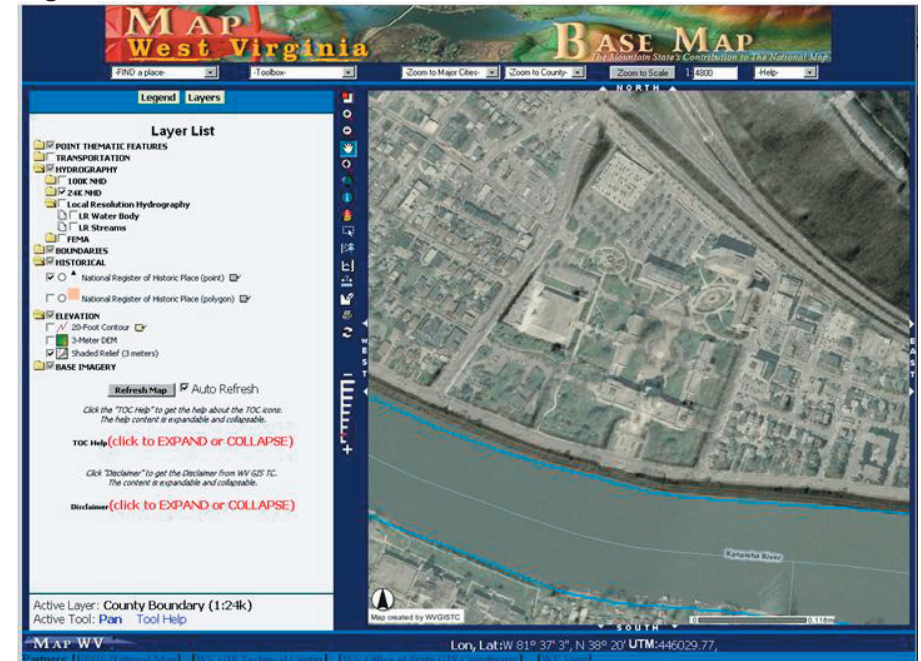 MAP
West Virginia
BASE MAP
The Mountain State's Contribution to The National Map
-FIND a place-
-Toolbox-
-Zoom to Major Cities-
-Zoom to County-
Zoom to Scale
1:4800
-Help-
NORTH
Legend Layers
Layer List
POINT THEMATIC FEATURES
TRANSPORTATION
HYDROGRAPHY
100K NHD
24K NHD
Local Resolution Hydrography
LR Water Body
LR Streams
FEMA
BOUNDARIES
HISTORICAL
National Register of Historic Place (point)
National Register of Historic Place (polygon)
ELEVATION
20-Foot Contour
3-Meter DEM
Shaded Relief (3 meters)
BASE IMAGERY
Refresh Map Auto Refresh
Click the "TOC Help" to get the help about the TOC icons.
The help content is expandable and collapsable.
TOC Help(click to EXPAND or COLLAPSE)
Click "Disclaimer" to get the Disclaimer from WV GIS TC.
The content is expandable and collapsable.
Disclaimer(click to EXPAND or COLLAPSE)
Active Layer: County Boundary (1:24k)
Active Tool: Pan Tool Help
WEST
EAST
Kanawha River
Map created by WVGISTC
0 0.118m
SOUTH
MAP WV
Lon, Lat:W 81° 37' 3", N 38° 20' UTM:446029.77,